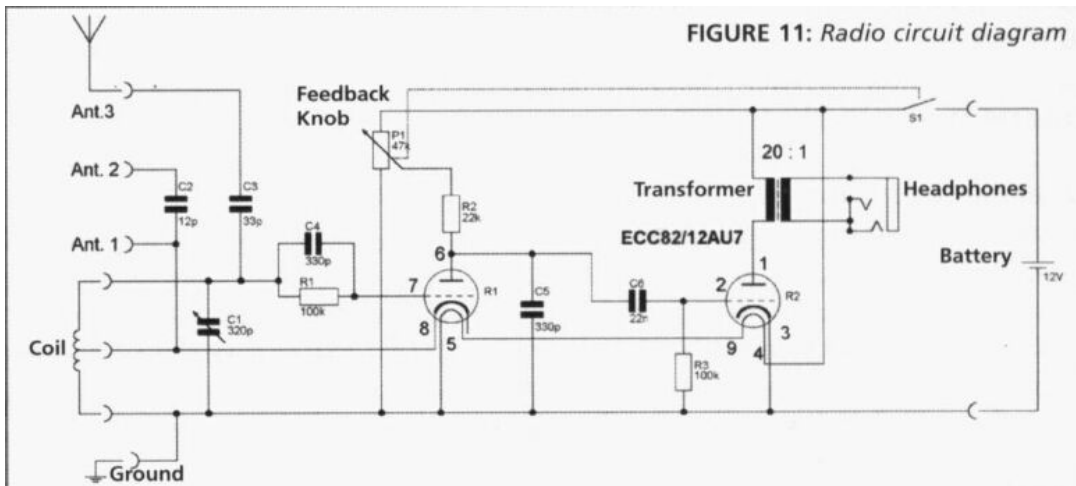 FIGURE 11: Radio circuit diagram
Ant.3
Feedback
Knob
P1
47k
S1
Ant. 2
C2
12p
C3
33p
R2
22k
20 : 1
Transformer
Headphones
Ant. 1
C4
330p
ECC82/12AU7
Battery
12V
R1
100k
6
7
R1
8
5
C5
330p
C6
22n
1
2
R2
3
9
4
C1
320p
Coil
R3
100k
Ground